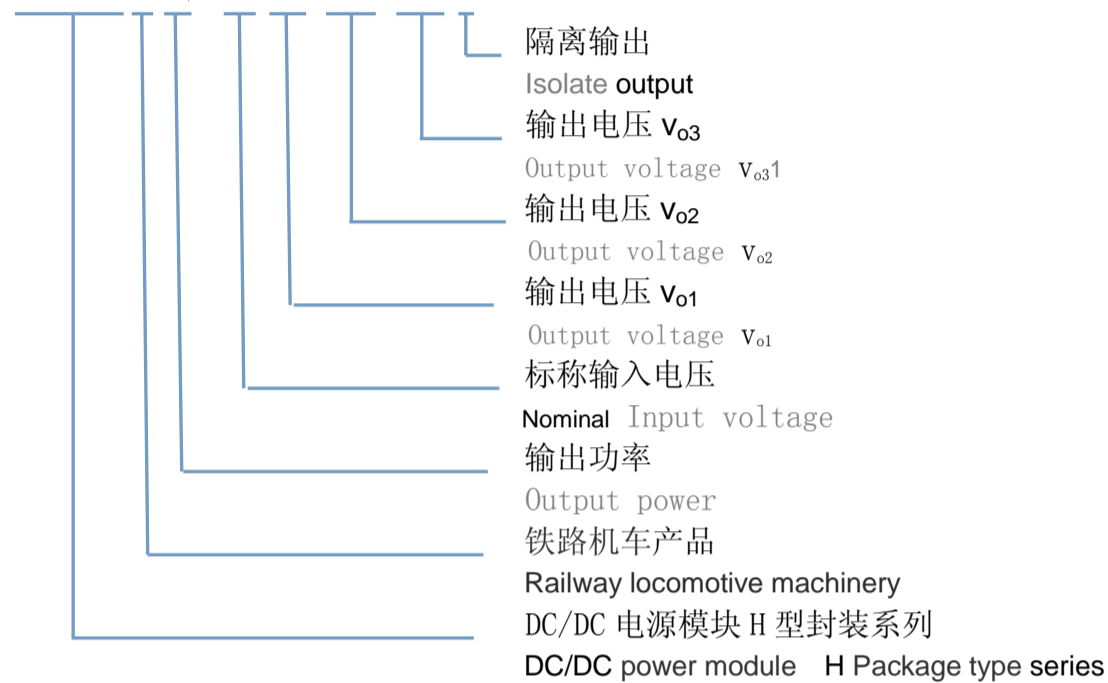 隔离输出
Isolate output
输出电压 vo3
Output voltage vo31
输出电压 vo2
Output voltage vo2
输出电压 vo1
Output voltage vo1
标称输入电压
Nominal Input voltage
输出功率
Output power
铁路机车产品
Railway locomotive machinery
DC/DC 电源模块 H 型封装系列
DC/DC power module H Package type series